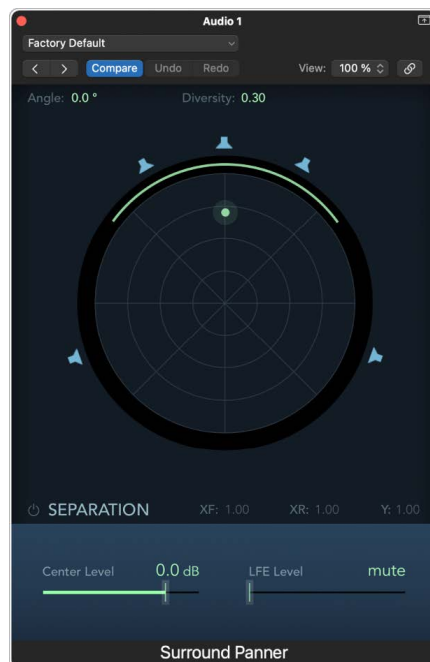 Audio 1
Factory Default
Compare Undo Redo View: 100 %
Angle: 0.0 ° Diversity: 0.30
SEPARATION XF: 1.00 XR: 1.00 Y: 1.00
Center Level 0.0 dB LFE Level mute
Surround Panner